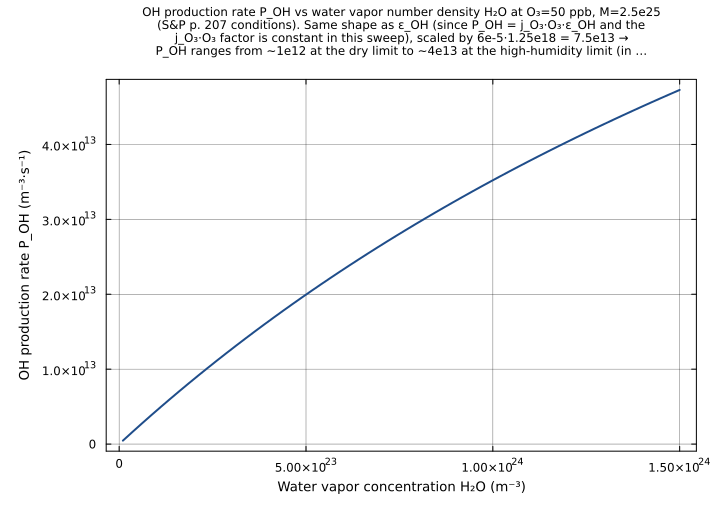 OH production rate P_OH vs water vapor number density H₂O at O₃=50 ppb, M=2.5e25
(S&P p. 207 conditions). Same shape as ε_OH (since P_OH = j_O₃·O₃·ε_OH and the
j_O₃·O₃ factor is constant in this sweep), scaled by 6e-5·1.25e18 = 7.5e13 →
P_OH ranges from ~1e12 at the dry limit to ~4e13 at the high-humidity limit (in ...
OH production rate P_OH (m⁻³·s⁻¹)
4.0×10¹³
3.0×10¹³
2.0×10¹³
1.0×10¹³
0
0
5.00×10²³
1.00×10²⁴
1.50×10²⁴
Water vapor concentration H₂O (m⁻³)